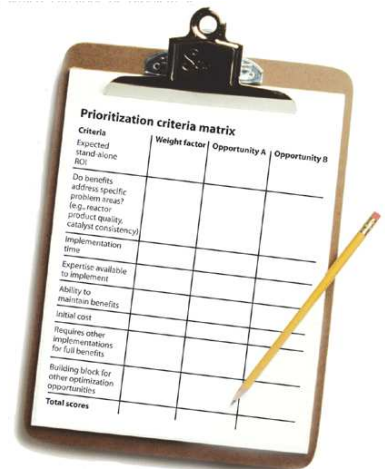 Prioritization criteria matrix
Criteria Weight factor Opportunity A Opportunity B
Expected
stand-alone
ROI
Do benefits
address specific
problem areas?
(e.g., reactor
product quality,
catalyst consistency)
Implementation
time
Expertise available
to implement
Ability to
maintain benefits
Initial cost
Requires other
implementations
for full benefits
Building block for
other optimization
opportunities
Total scores